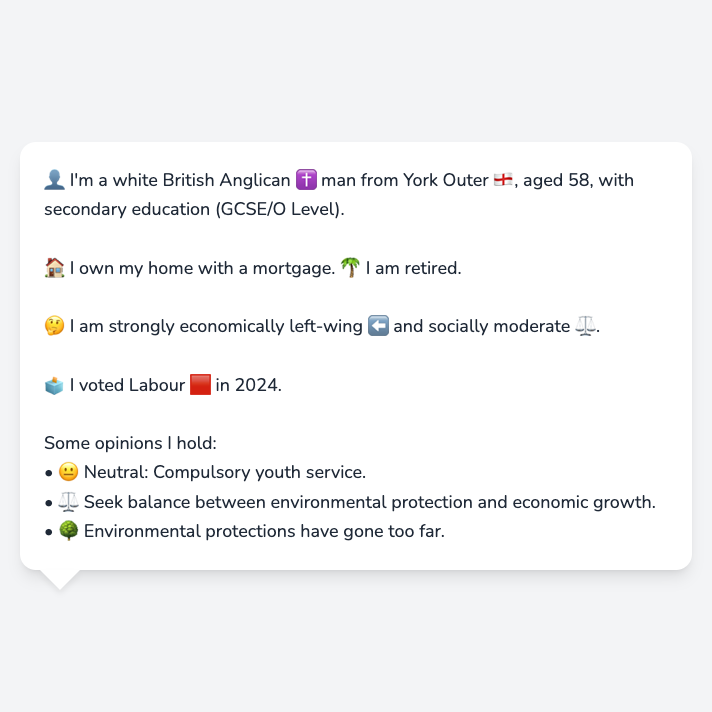 👤 I'm a white British Anglican ✝️ man from York Outer 🏴󠁧󠁢󠁥󠁮󠁧󠁿, aged 58, with
secondary education (GCSE/O Level).
🏠 I own my home with a mortgage. 🌴 I am retired.
🤔 I am strongly economically left-wing ⬅️ and socially moderate ⚖️.
🗳️ I voted Labour 🟥 in 2024.
Some opinions I hold:
• 😐 Neutral: Compulsory youth service.
• ⚖️ Seek balance between environmental protection and economic growth.
• 🌳 Environmental protections have gone too far.